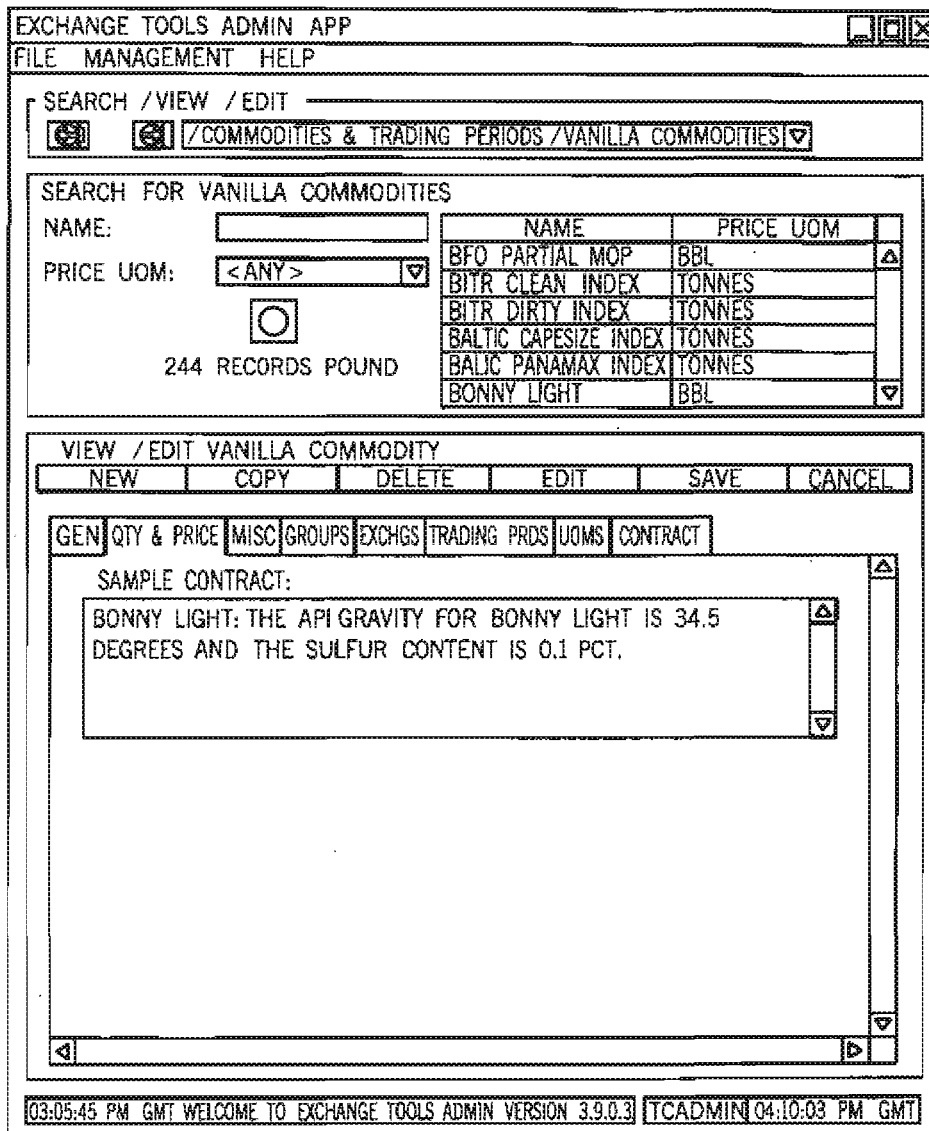 EXCHANGE TOOLS ADMIN APP
FILE MANAGEMENT HELP
SEARCH / VIEW / EDIT
/COMMODITIES & TRADING PERIODS /VANILLA COMMODITIES
SEARCH FOR VANILLA COMMODITIES
NAME:
PRICE UOM: <ANY>
244 RECORDS POUND
NAME PRICE UOM
BFO PARTIAL MOP BBL
BITR CLEAN INDEX TONNES
BITR DIRTY INDEX TONNES
BALTIC CAPESIZE INDEX TONNES
BALIC PANAMAX INDEX TONNES
BONNY LIGHT BBL
VIEW / EDIT VANILLA COMMODITY
NEW COPY DELETE EDIT SAVE CANCEL
GEN QTY & PRICE MISC GROUPS EXCHGS TRADING PRDS UOMS CONTRACT
SAMPLE CONTRACT:
BONNY LIGHT: THE API GRAVITY FOR BONNY LIGHT IS 34.5
DEGREES AND THE SULFUR CONTENT IS 0.1 PCT.
03:05:45 PM GMT WELCOME TO EXCHANGE TOOLS ADMIN VERSION 3.9.0.3 TCADMIN 04:10:03 PM GMT